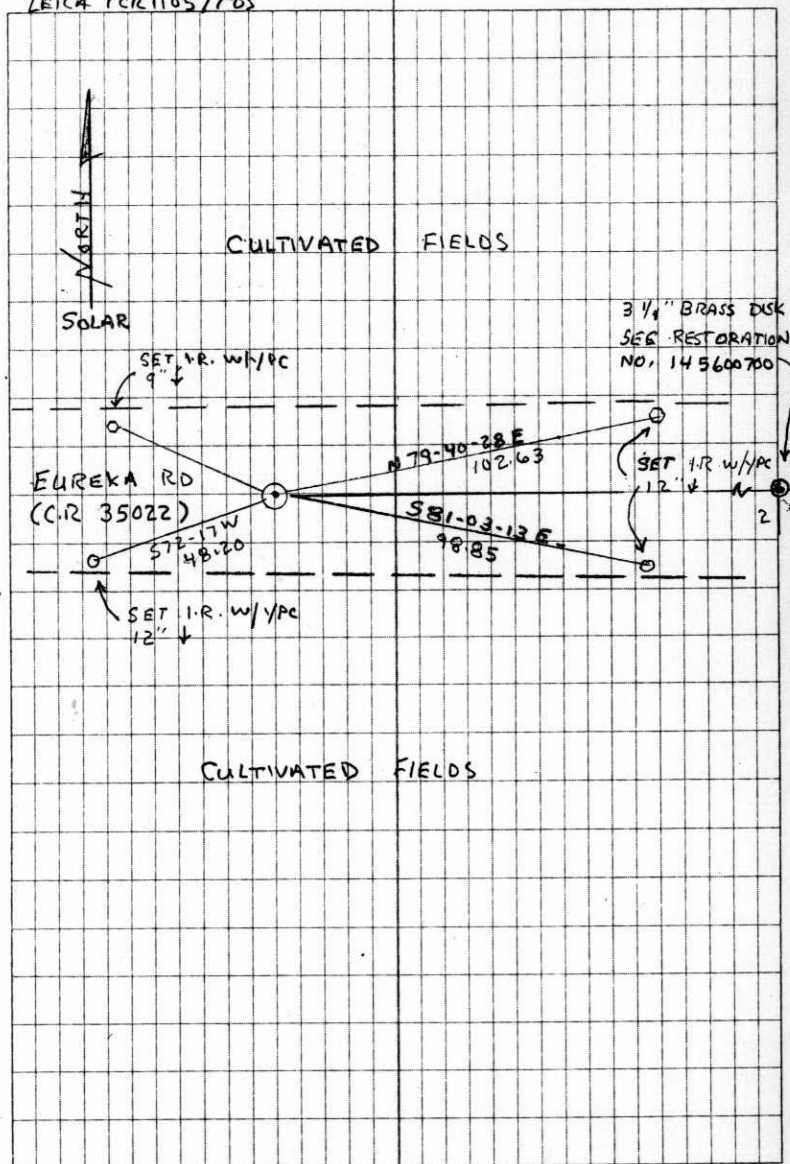 LEICA TCR1105/TDS
NORTH
SOLAR
CULTIVATED FIELDS
3 1/4" BRASS DISK
SEE RESTORATION
NO. 145600700
SET I.R. W/YPC
9" ↓
N 79-40-28 E
102.63
SET I.R. W/YPC
12" ↓
EUREKA RD
(C.R 35022)
S72-17W
48.20
S81-03-13 E
98.85
2
SET I.R. W/YPC
12" ↓
CULTIVATED FIELDS